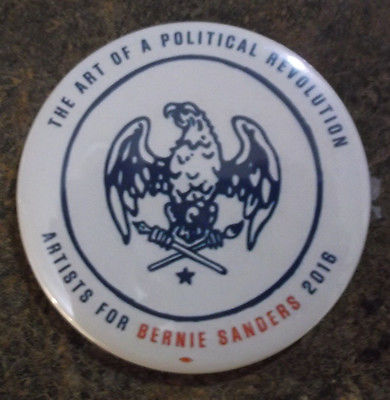 THE ART OF A POLITICAL REVOLUTION
ARTISTS FOR BERNIE SANDERS 2016